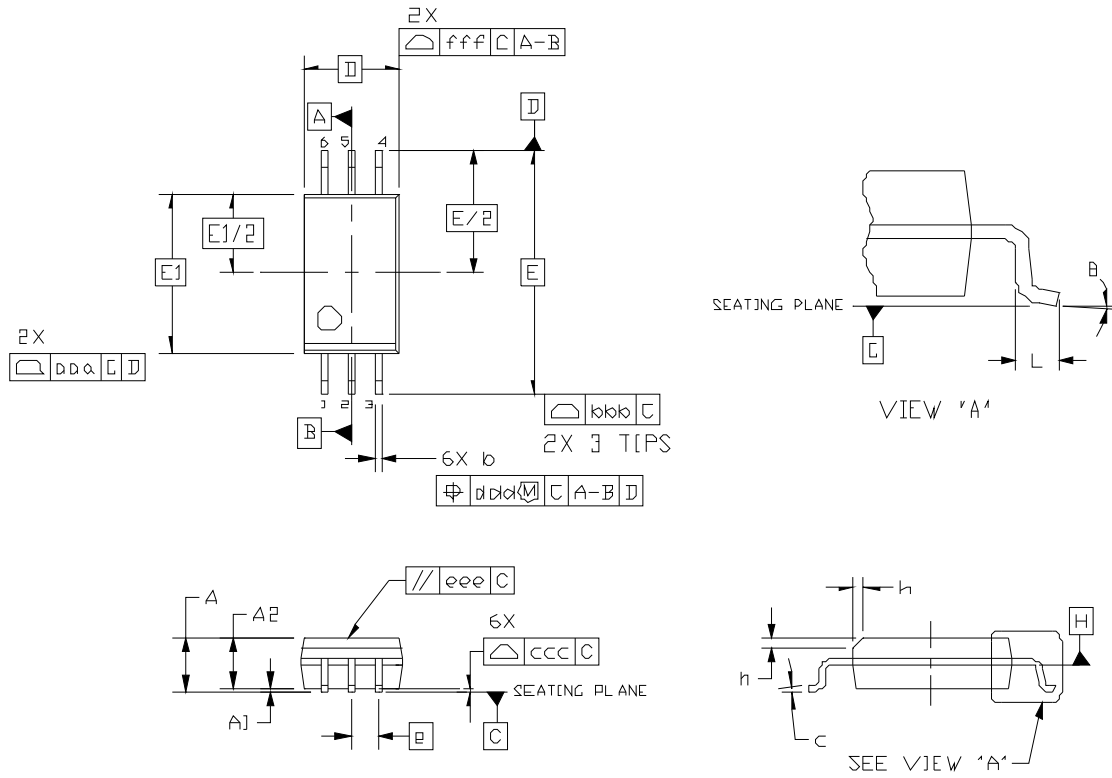 2X
fff C A-B
D
A
D
6 5 4
E1/2
E/2
E1
E
2X
aaa C D
1 2 3
B
bbb C
2X 3 TIPS
6X b
ddd M C A-B D
B
SEATING PLANE
C
L
VIEW "A"
// eee C
A
A2
6X
ccc C
SEATING PLANE
A1
e
C
h
H
h
c
SEE VIEW "A"